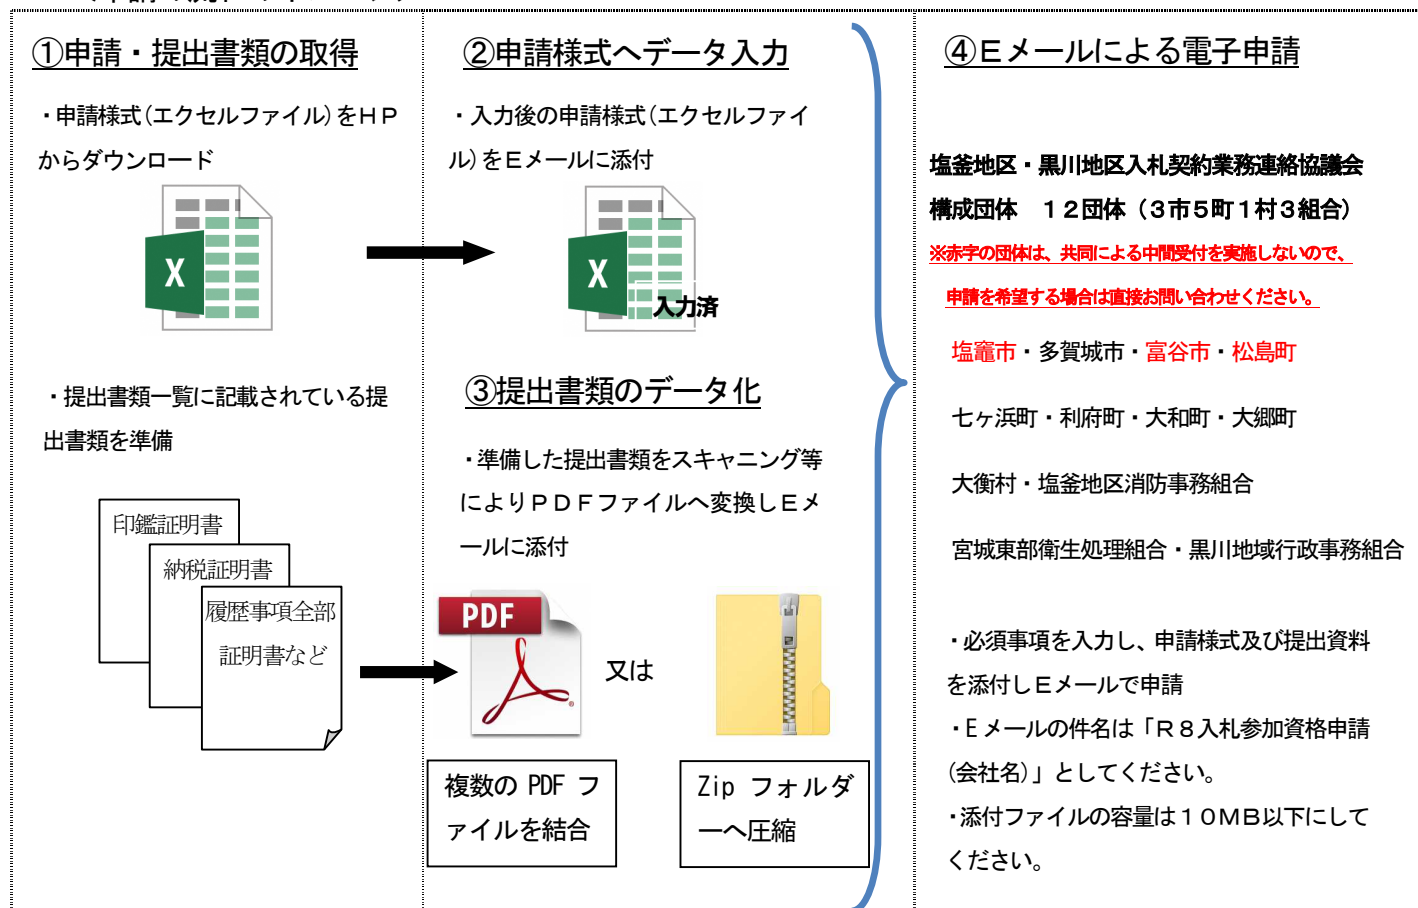 ①申請・提出書類の取得
・申請様式(エクセルファイル)をＨＰ
からダウンロード
X
・提出書類一覧に記載されている提
出書類を準備
印鑑証明書
納税証明書
履歴事項全部
証明書など
②申請様式へデータ入力
・入力後の申請様式(エクセルファイ
ル)をＥメールに添付
X
入力済
③提出書類のデータ化
・準備した提出書類をスキャニング等
によりＰＤＦファイルへ変換しＥメ
ールに添付
PDF
又は
複数の PDF フ
ァイルを結合
Zip フォルダ
ーへ圧縮
④Ｅメールによる電子申請
塩釜地区・黒川地区入札契約業務連絡協議会
構成団体　１２団体（３市５町１村３組合）
※赤字の団体は、共同による中間受付を実施しないので、
申請を希望する場合は直接お問い合わせください。
塩竈市・多賀城市・富谷市・松島町
七ヶ浜町・利府町・大和町・大郷町
大衡村・塩釜地区消防事務組合
宮城東部衛生処理組合・黒川地域行政事務組合
・必須事項を入力し、申請様式及び提出資料
を添付しＥメールで申請
・E メールの件名は「Ｒ８入札参加資格申請
(会社名)」としてください。
・添付ファイルの容量は１０ＭＢ以下にして
ください。